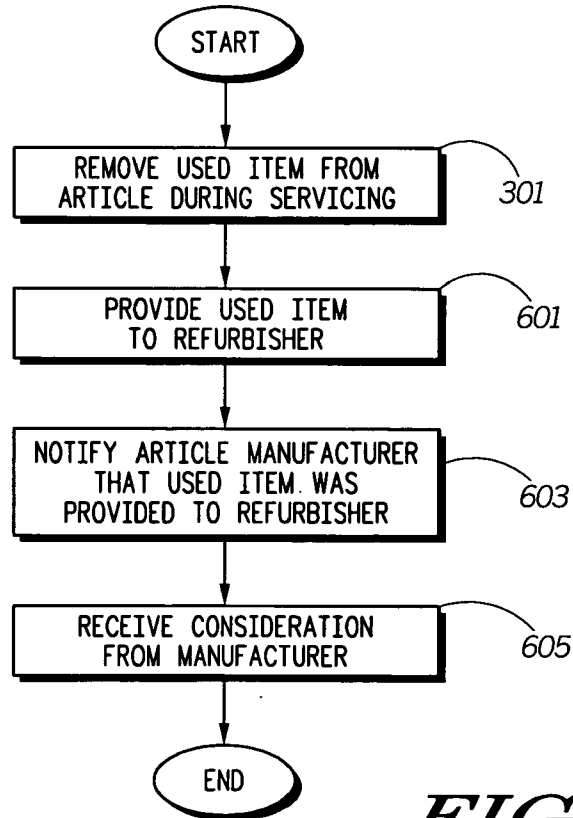 START
REMOVE USED ITEM FROM
ARTICLE DURING SERVICING
301
PROVIDE USED ITEM
TO REFURBISHER
601
NOTIFY ARTICLE MANUFACTURER
THAT USED ITEM WAS
PROVIDED TO REFURBISHER
603
RECEIVE CONSIDERATION
FROM MANUFACTURER
605
END
FIG